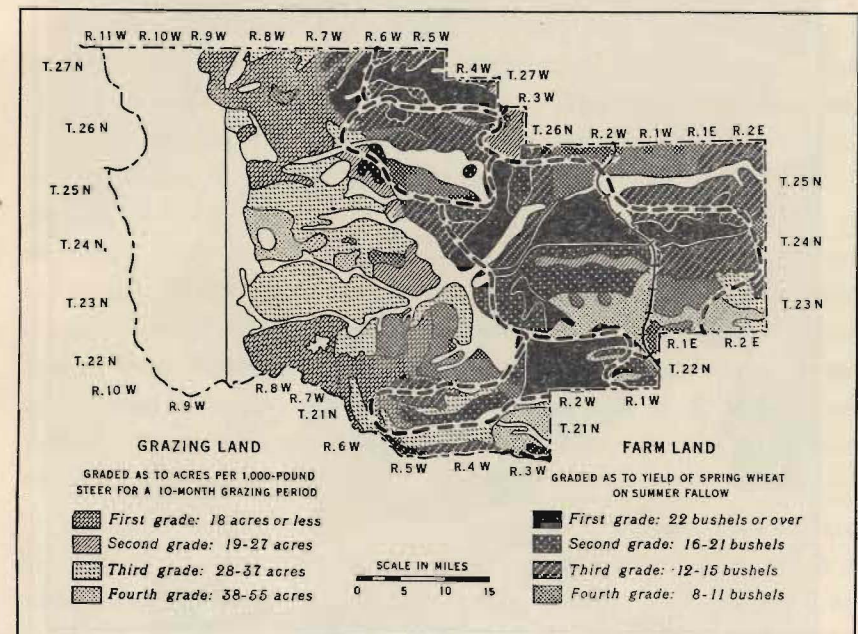 R. 11 W R. 10 W R. 9 W R. 8 W R. 7 W R. 6 W R. 5 W
T. 27 N
R. 4 W
T. 27 W
R. 3 W
T. 26 N
T. 26 N
R. 2 W R. 1 W R. 1 E R. 2 E
T. 25 N
T. 25 N
T. 24 N
T. 24 N
T. 23 N
T. 23 N
R. 1 E R. 2 E
T. 22 N
T. 22 N
R. 10 W
R. 9 W
R. 8 W
R. 7 W
T. 21 N
R. 6 W
R. 5 W R. 4 W R. 3 W
R. 2 W R. 1 W
T. 21 N
GRAZING LAND
GRADED AS TO ACRES PER 1,000-POUND
STEER FOR A 10-MONTH GRAZING PERIOD
First grade: 18 acres or less
Second grade: 19-27 acres
Third grade: 28-37 acres
Fourth grade: 38-55 acres
SCALE IN MILES
0 5 10 15
FARM LAND
GRADED AS TO YIELD OF SPRING WHEAT
ON SUMMER FALLOW
First grade: 22 bushels or over
Second grade: 16-21 bushels
Third grade: 12-15 bushels
Fourth grade: 8-11 bushels